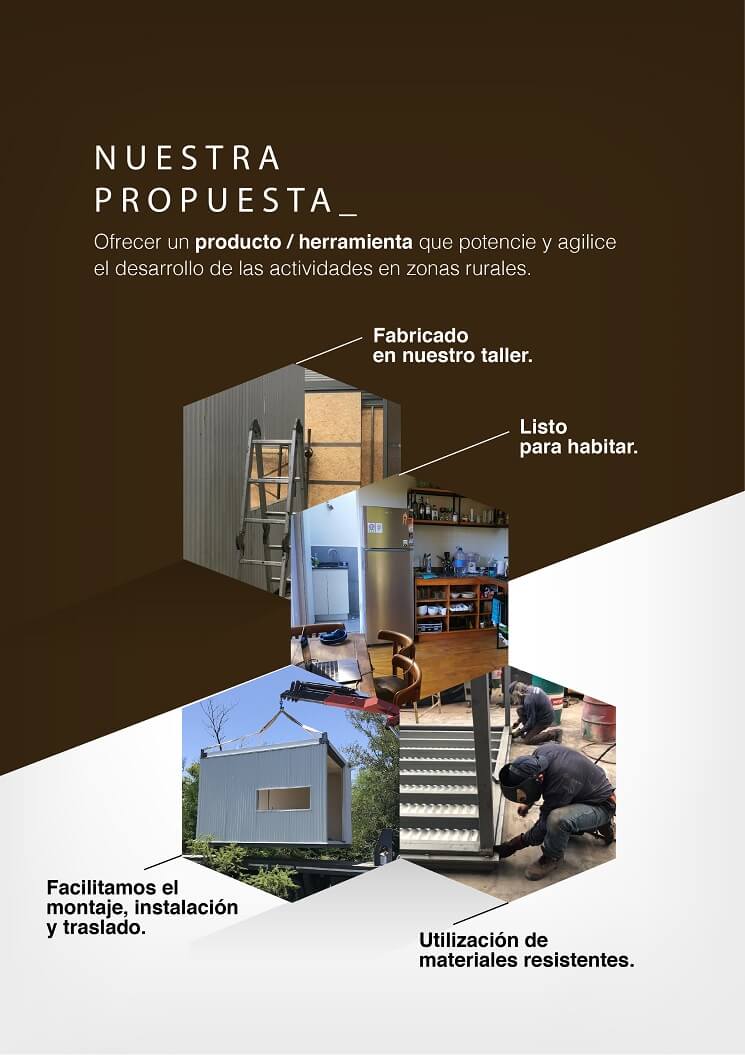 NUESTRA
PROPUESTA_
Ofrecer un producto / herramienta que potencie y agilice
el desarrollo de las actividades en zonas rurales.
Fabricado
en nuestro taller.
Listo
para habitar.
Facilitamos el
montaje, instalación
y traslado.
Utilización de
materiales resistentes.